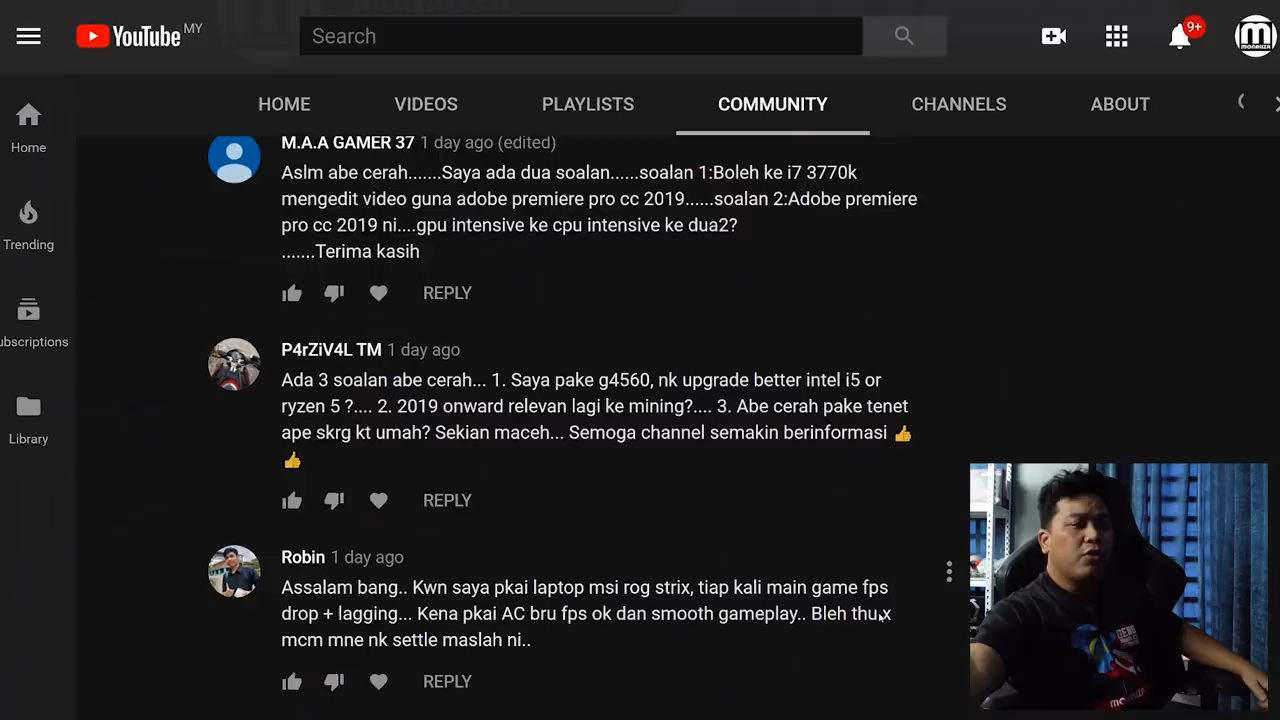 YouTube MY
Search
9+
MONALIZA
HOME
VIDEOS
PLAYLISTS
COMMUNITY
CHANNELS
ABOUT
Home
Trending
ubscriptions
Library
M.A.A GAMER 37 1 day ago (edited)
Aslm abe cerah.......Saya ada dua soalan......soalan 1:Boleh ke i7 3770k
mengedit video guna adobe premiere pro cc 2019......soalan 2:Adobe premiere
pro cc 2019 ni....gpu intensive ke cpu intensive ke dua2?
.......Terima kasih
REPLY
P4rZiV4L TM 1 day ago
Ada 3 soalan abe cerah... 1. Saya pake g4560, nk upgrade better intel i5 or
ryzen 5 ?.... 2. 2019 onward relevan lagi ke mining?.... 3. Abe cerah pake tenet
ape skrg kt umah? Sekian maceh... Semoga channel semakin berinformasi 👍
👍
REPLY
Robin 1 day ago
Assalam bang.. Kwn saya pkai laptop msi rog strix, tiap kali main game fps
drop + lagging... Kena pkai AC bru fps ok dan smooth gameplay.. Bleh thu x
mcm mne nk settle maslah ni..
REPLY